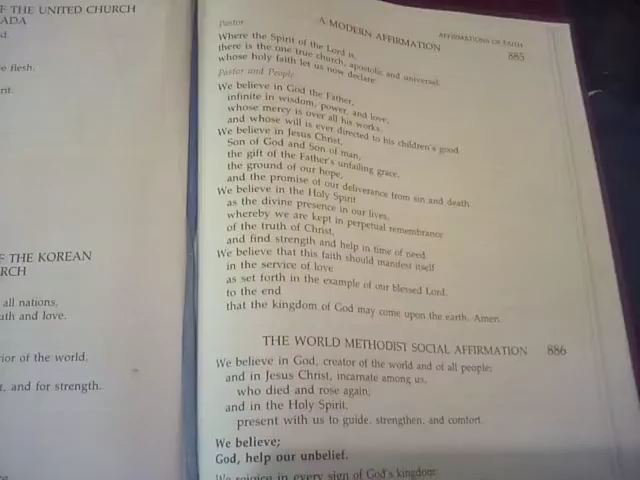 F THE UNITED CHURCH
ADA
d.
e flesh.
rit.
F THE KOREAN
RCH
all nations,
uth and love.
ior of the world.
t, and for strength.
AFFIRMATIONS OF FAITH
A MODERN AFFIRMATION 885
Pastor
Where the Spirit of the Lord is,
there is the one true church, apostolic and universal,
whose holy faith let us now declare:
Pastor and People
We believe in God the Father,
infinite in wisdom, power, and love,
whose mercy is over all his works,
and whose will is ever directed to his children's good.
We believe in Jesus Christ,
Son of God and Son of man,
the gift of the Father's unfailing grace,
the ground of our hope,
and the promise of our deliverance from sin and death.
We believe in the Holy Spirit
as the divine presence in our lives,
whereby we are kept in perpetual remembrance
of the truth of Christ,
and find strength and help in time of need.
We believe that this faith should manifest itself
in the service of love
as set forth in the example of our blessed Lord,
to the end
that the kingdom of God may come upon the earth. Amen.
THE WORLD METHODIST SOCIAL AFFIRMATION 886
We believe in God, creator of the world and of all people;
and in Jesus Christ, incarnate among us,
who died and rose again;
and in the Holy Spirit,
present with us to guide, strengthen, and comfort.
We believe;
God, help our unbelief.
We rejoice in every sign of God's kingdom: